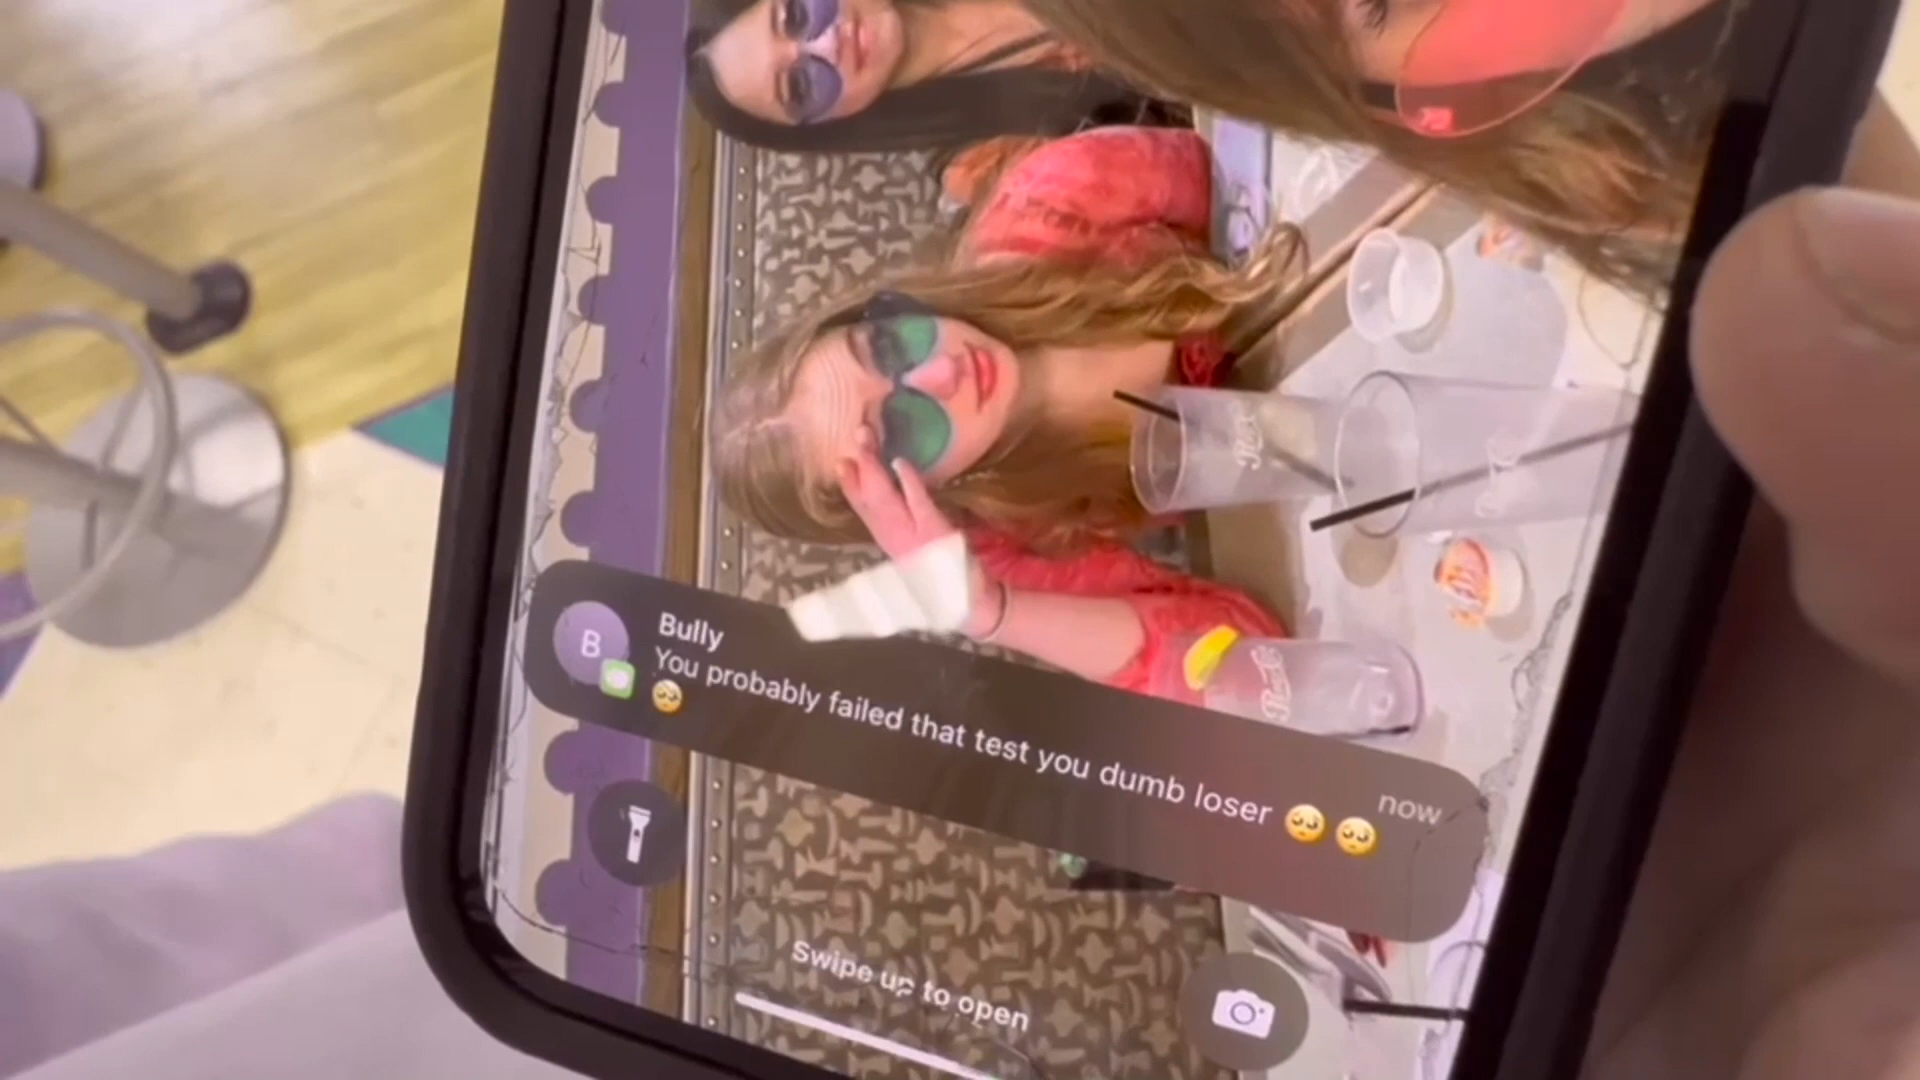 B
Bully
now
You probably failed that test you dumb loser 🥺🥺
🥺
Swipe up to open